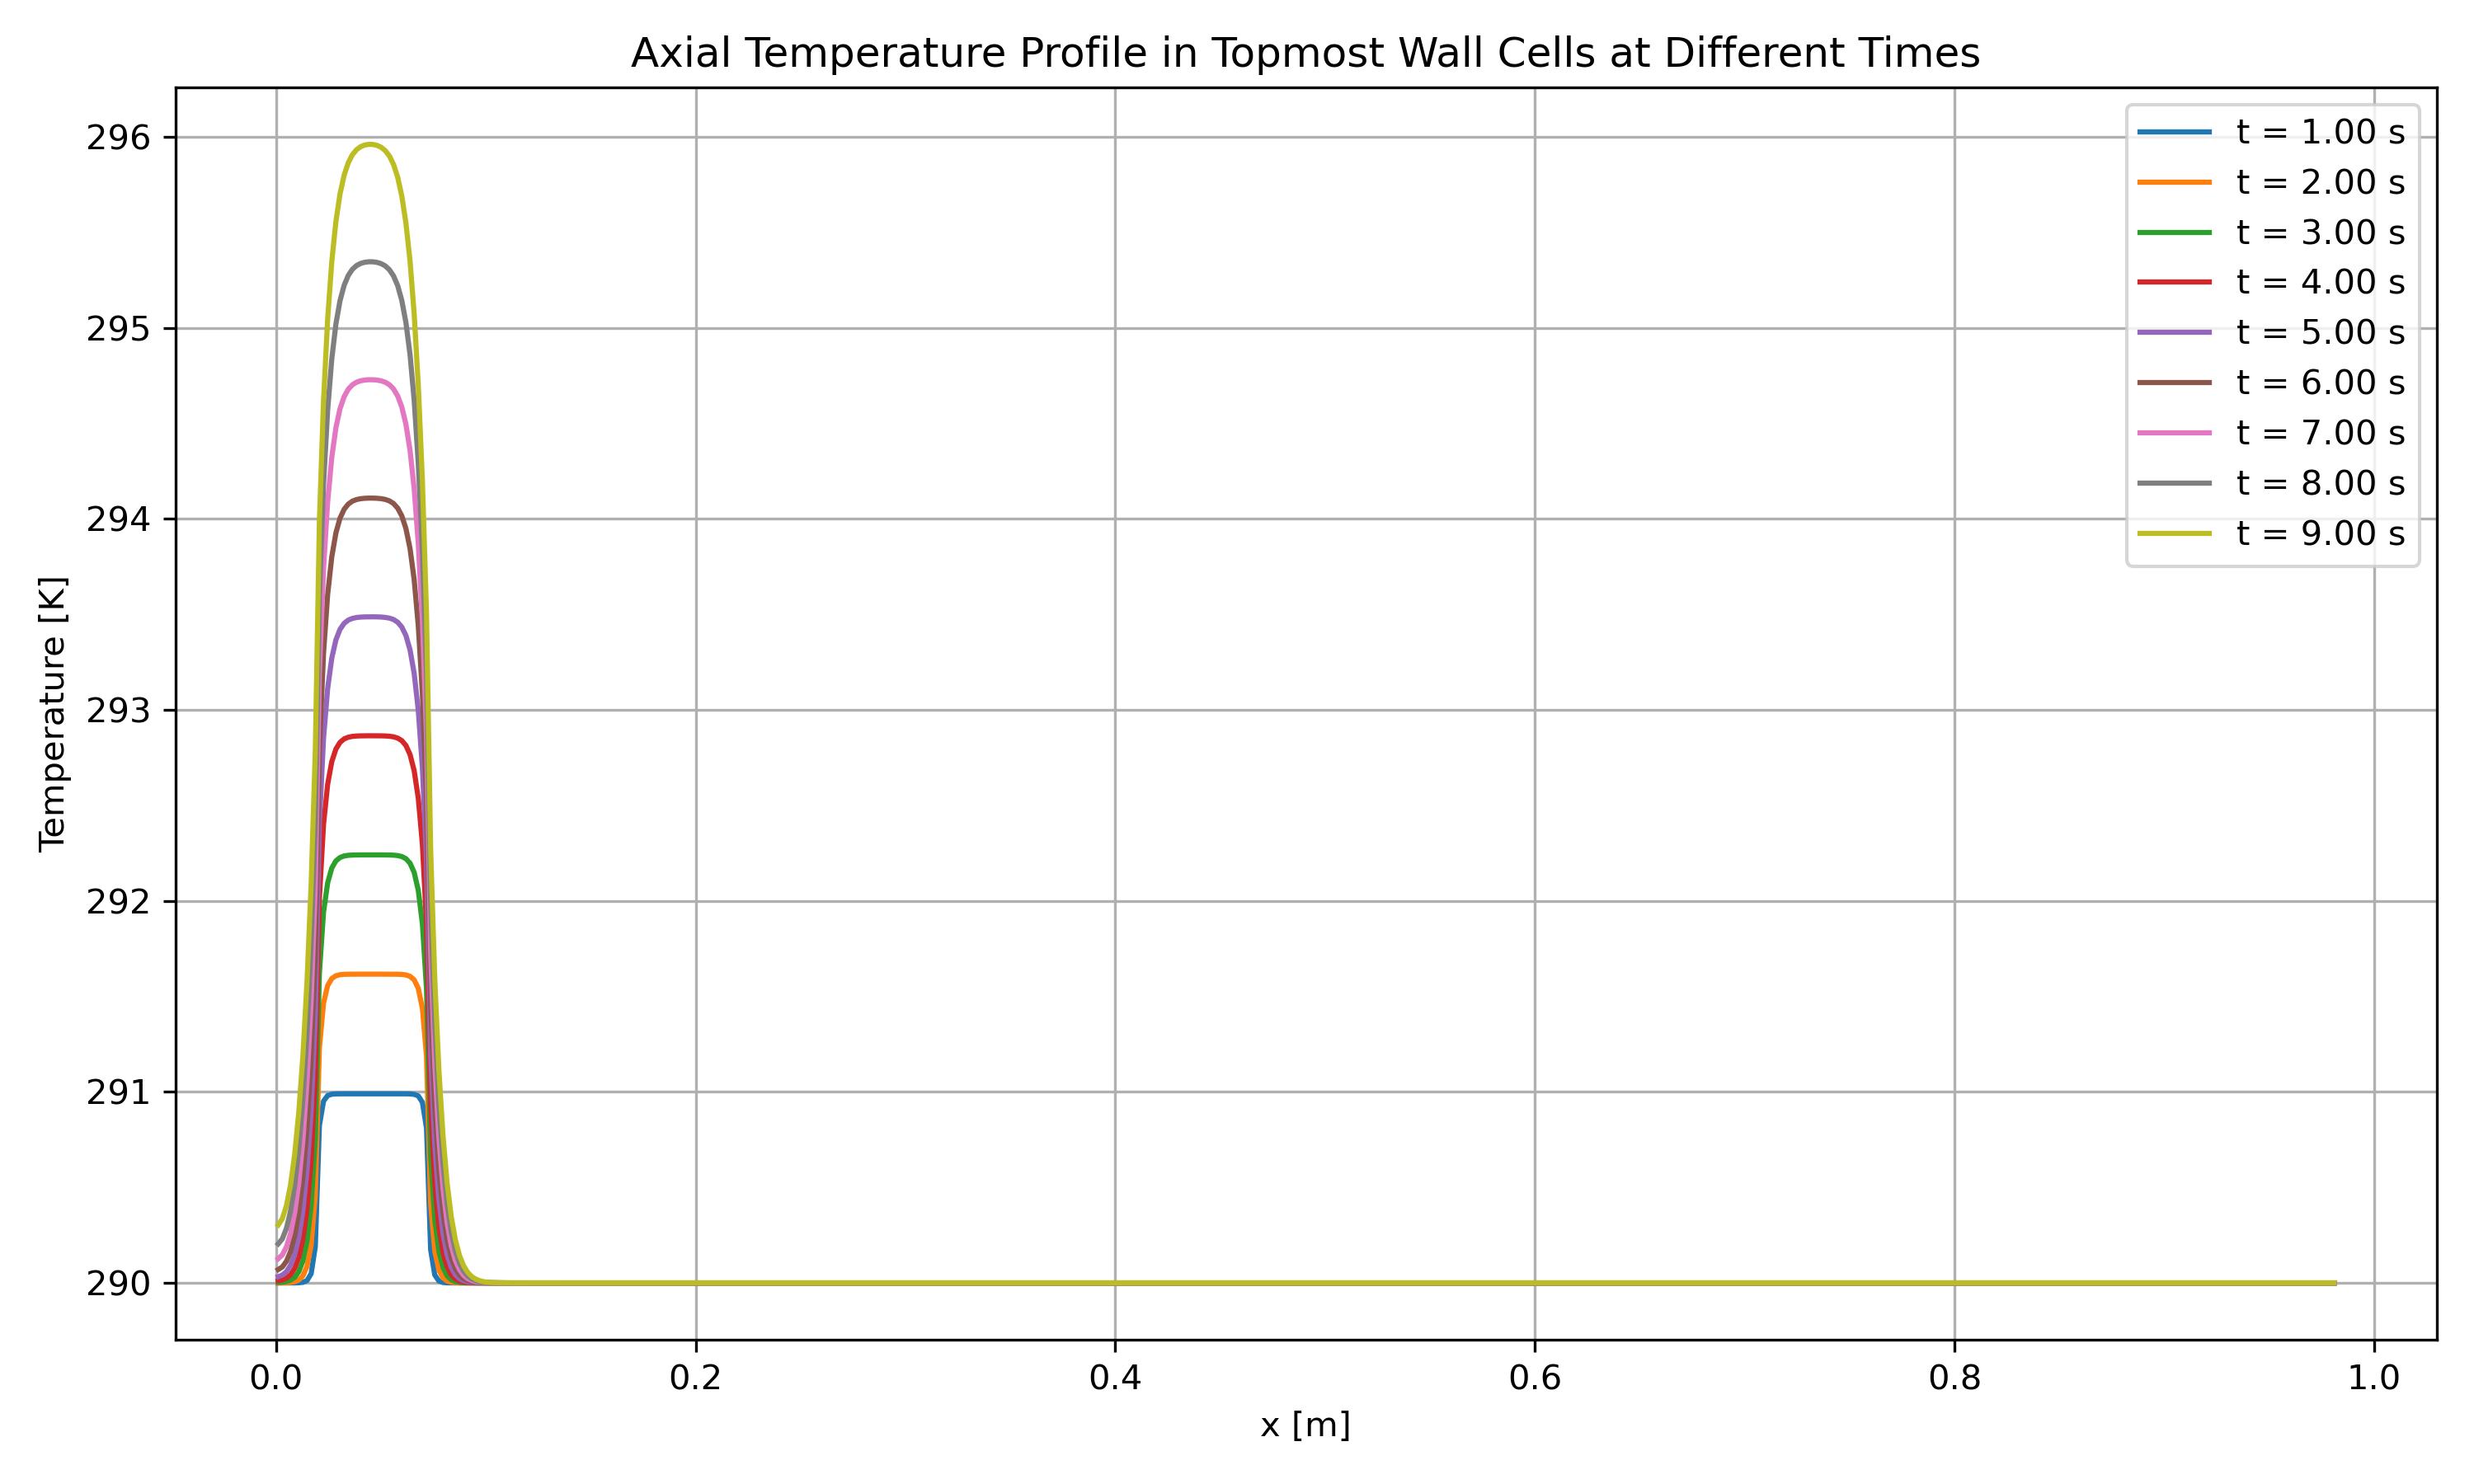 Axial Temperature Profile in Topmost Wall Cells at Different Times
296
295
294
293
292
291
290
Temperature [K]
t = 1.00 s
t = 2.00 s
t = 3.00 s
t = 4.00 s
t = 5.00 s
t = 6.00 s
t = 7.00 s
t = 8.00 s
t = 9.00 s
0.0 0.2 0.4 0.6 0.8 1.0
x [m]